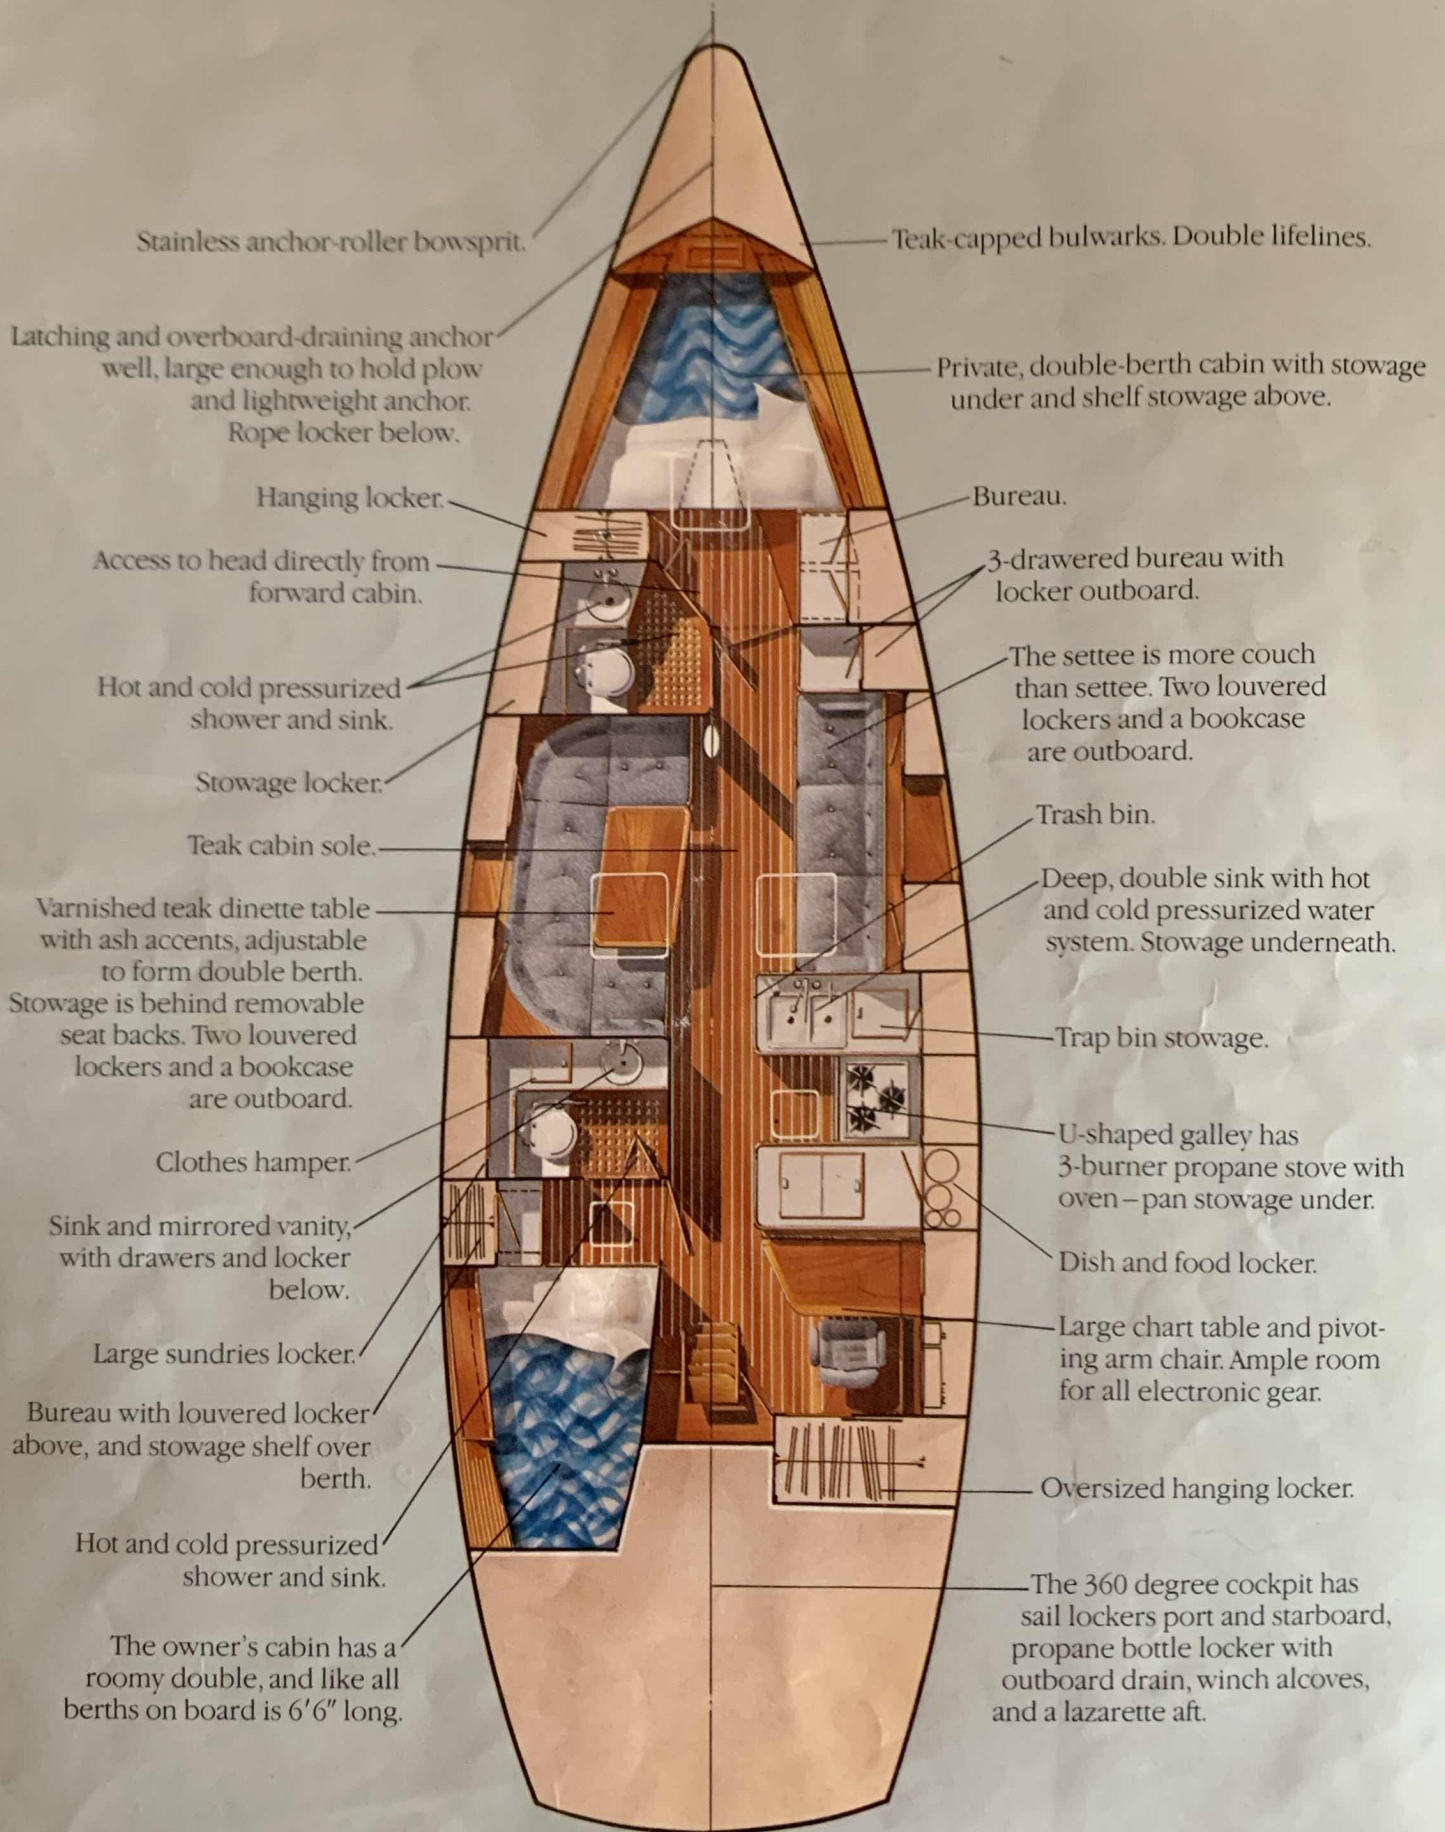 Stainless anchor-roller bowsprit.
Latching and overboard-draining anchor
well, large enough to hold plow
and lightweight anchor.
Rope locker below.
Hanging locker.
Access to head directly from
forward cabin.
Hot and cold pressurized
shower and sink.
Stowage locker.
Teak cabin sole.
Varnished teak dinette table
with ash accents, adjustable
to form double berth.
Stowage is behind removable
seat backs. Two louvered
lockers and a bookcase
are outboard.
Clothes hamper.
Sink and mirrored vanity,
with drawers and locker
below.
Large sundries locker.
Bureau with louvered locker
above, and stowage shelf over
berth.
Hot and cold pressurized
shower and sink.
The owner's cabin has a
roomy double, and like all
berths on board is 6'6" long.
Teak-capped bulwarks. Double lifelines.
Private, double-berth cabin with stowage
under and shelf stowage above.
Bureau.
3-drawered bureau with
locker outboard.
The settee is more couch
than settee. Two louvered
lockers and a bookcase
are outboard.
Trash bin.
Deep, double sink with hot
and cold pressurized water
system. Stowage underneath.
Trap bin stowage.
U-shaped galley has
3-burner propane stove with
oven–pan stowage under.
Dish and food locker.
Large chart table and pivot-
ing arm chair. Ample room
for all electronic gear.
Oversized hanging locker.
The 360 degree cockpit has
sail lockers port and starboard,
propane bottle locker with
outboard drain, winch alcoves,
and a lazarette aft.